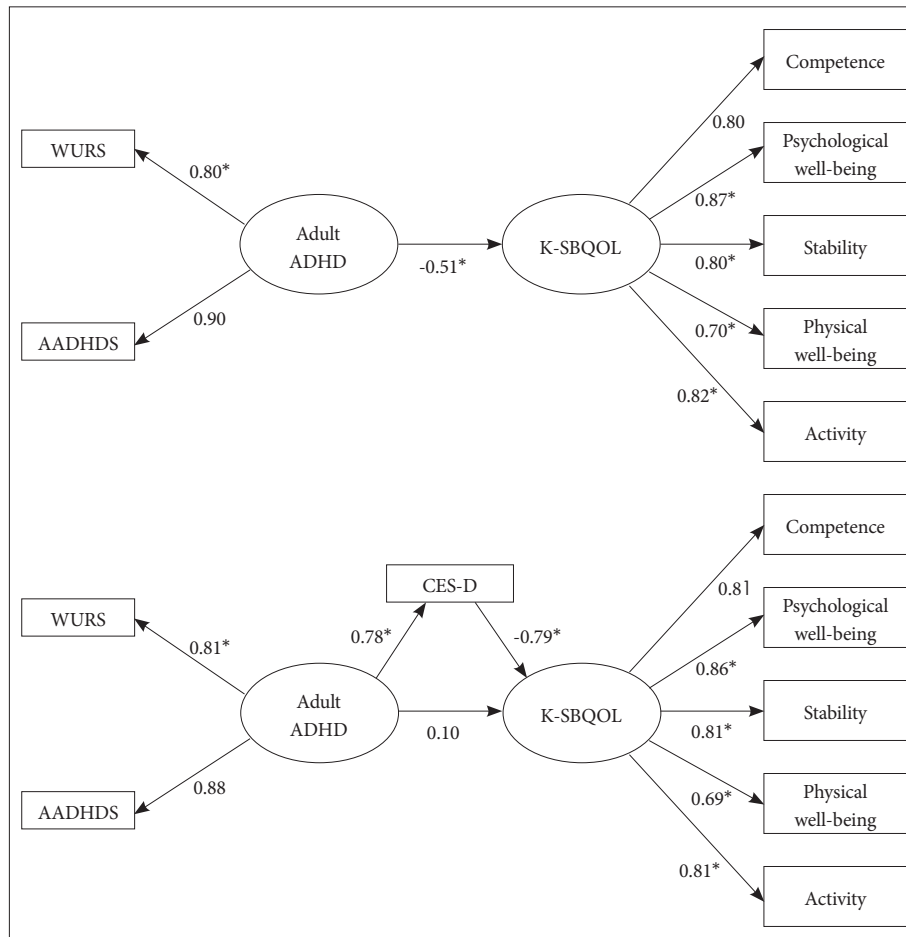 Competence
0.80
WURS
Psychological
well-being
0.80*
0.87*
Adult
ADHD
-0.51*
K-SBQOL
Stability
0.80*
0.90
AADHDS
0.70*
Physical
well-being
0.82*
Activity
Competence
CES-D
0.81
WURS
Psychological
well-being
0.81*
0.78*
-0.79*
0.86*
Adult
ADHD
0.10
K-SBQOL
Stability
0.81*
0.88
AADHDS
0.69*
Physical
well-being
0.81*
Activity